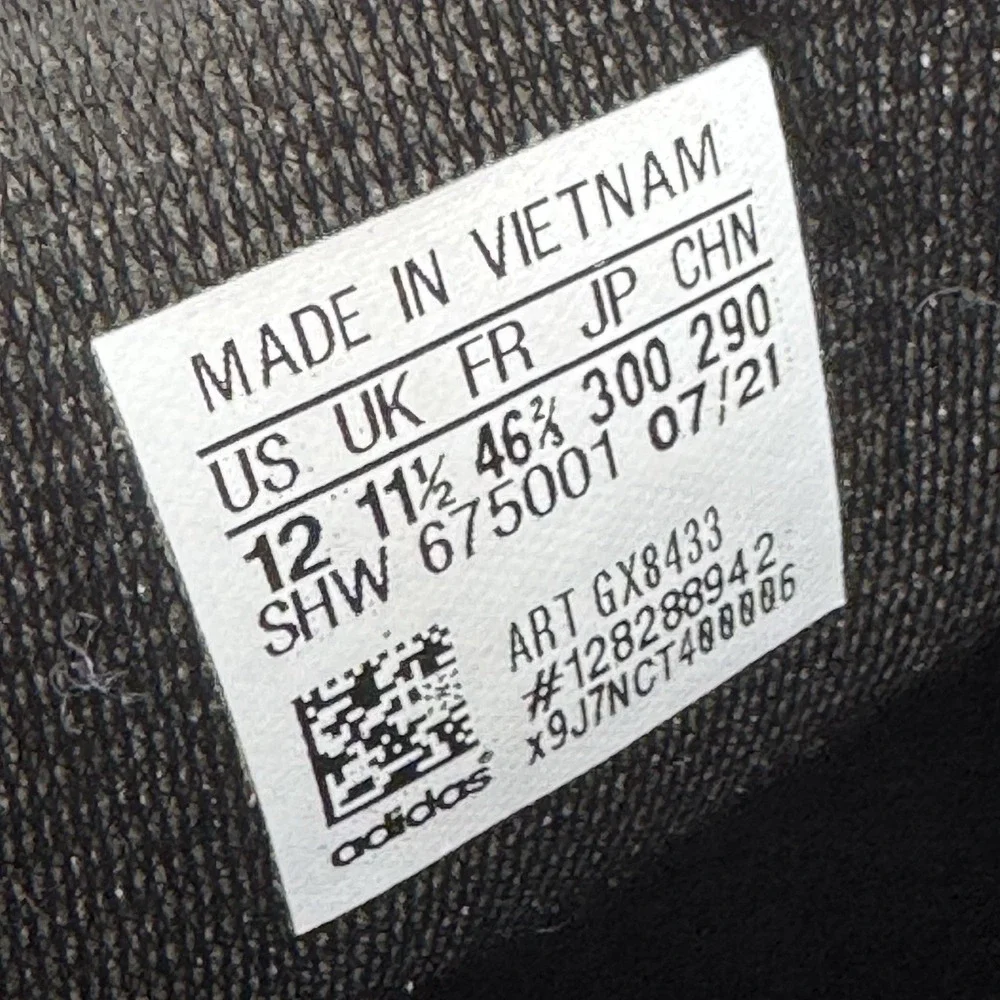 MADE IN VIETNAM
US UK FR JP CHN
12 11½ 46⅔ 300 290
SHW 675001 07/21
ART GX8433
#128288942
x9J7NCT400006
adidas®